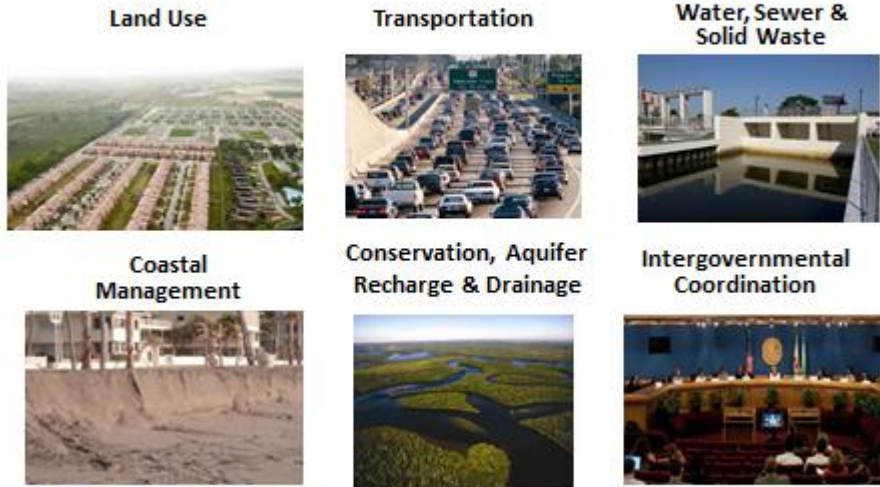 Land Use
Transportation
Water, Sewer &
Solid Waste
Coastal
Management
Conservation, Aquifer
Recharge & Drainage
Intergovernmental
Coordination